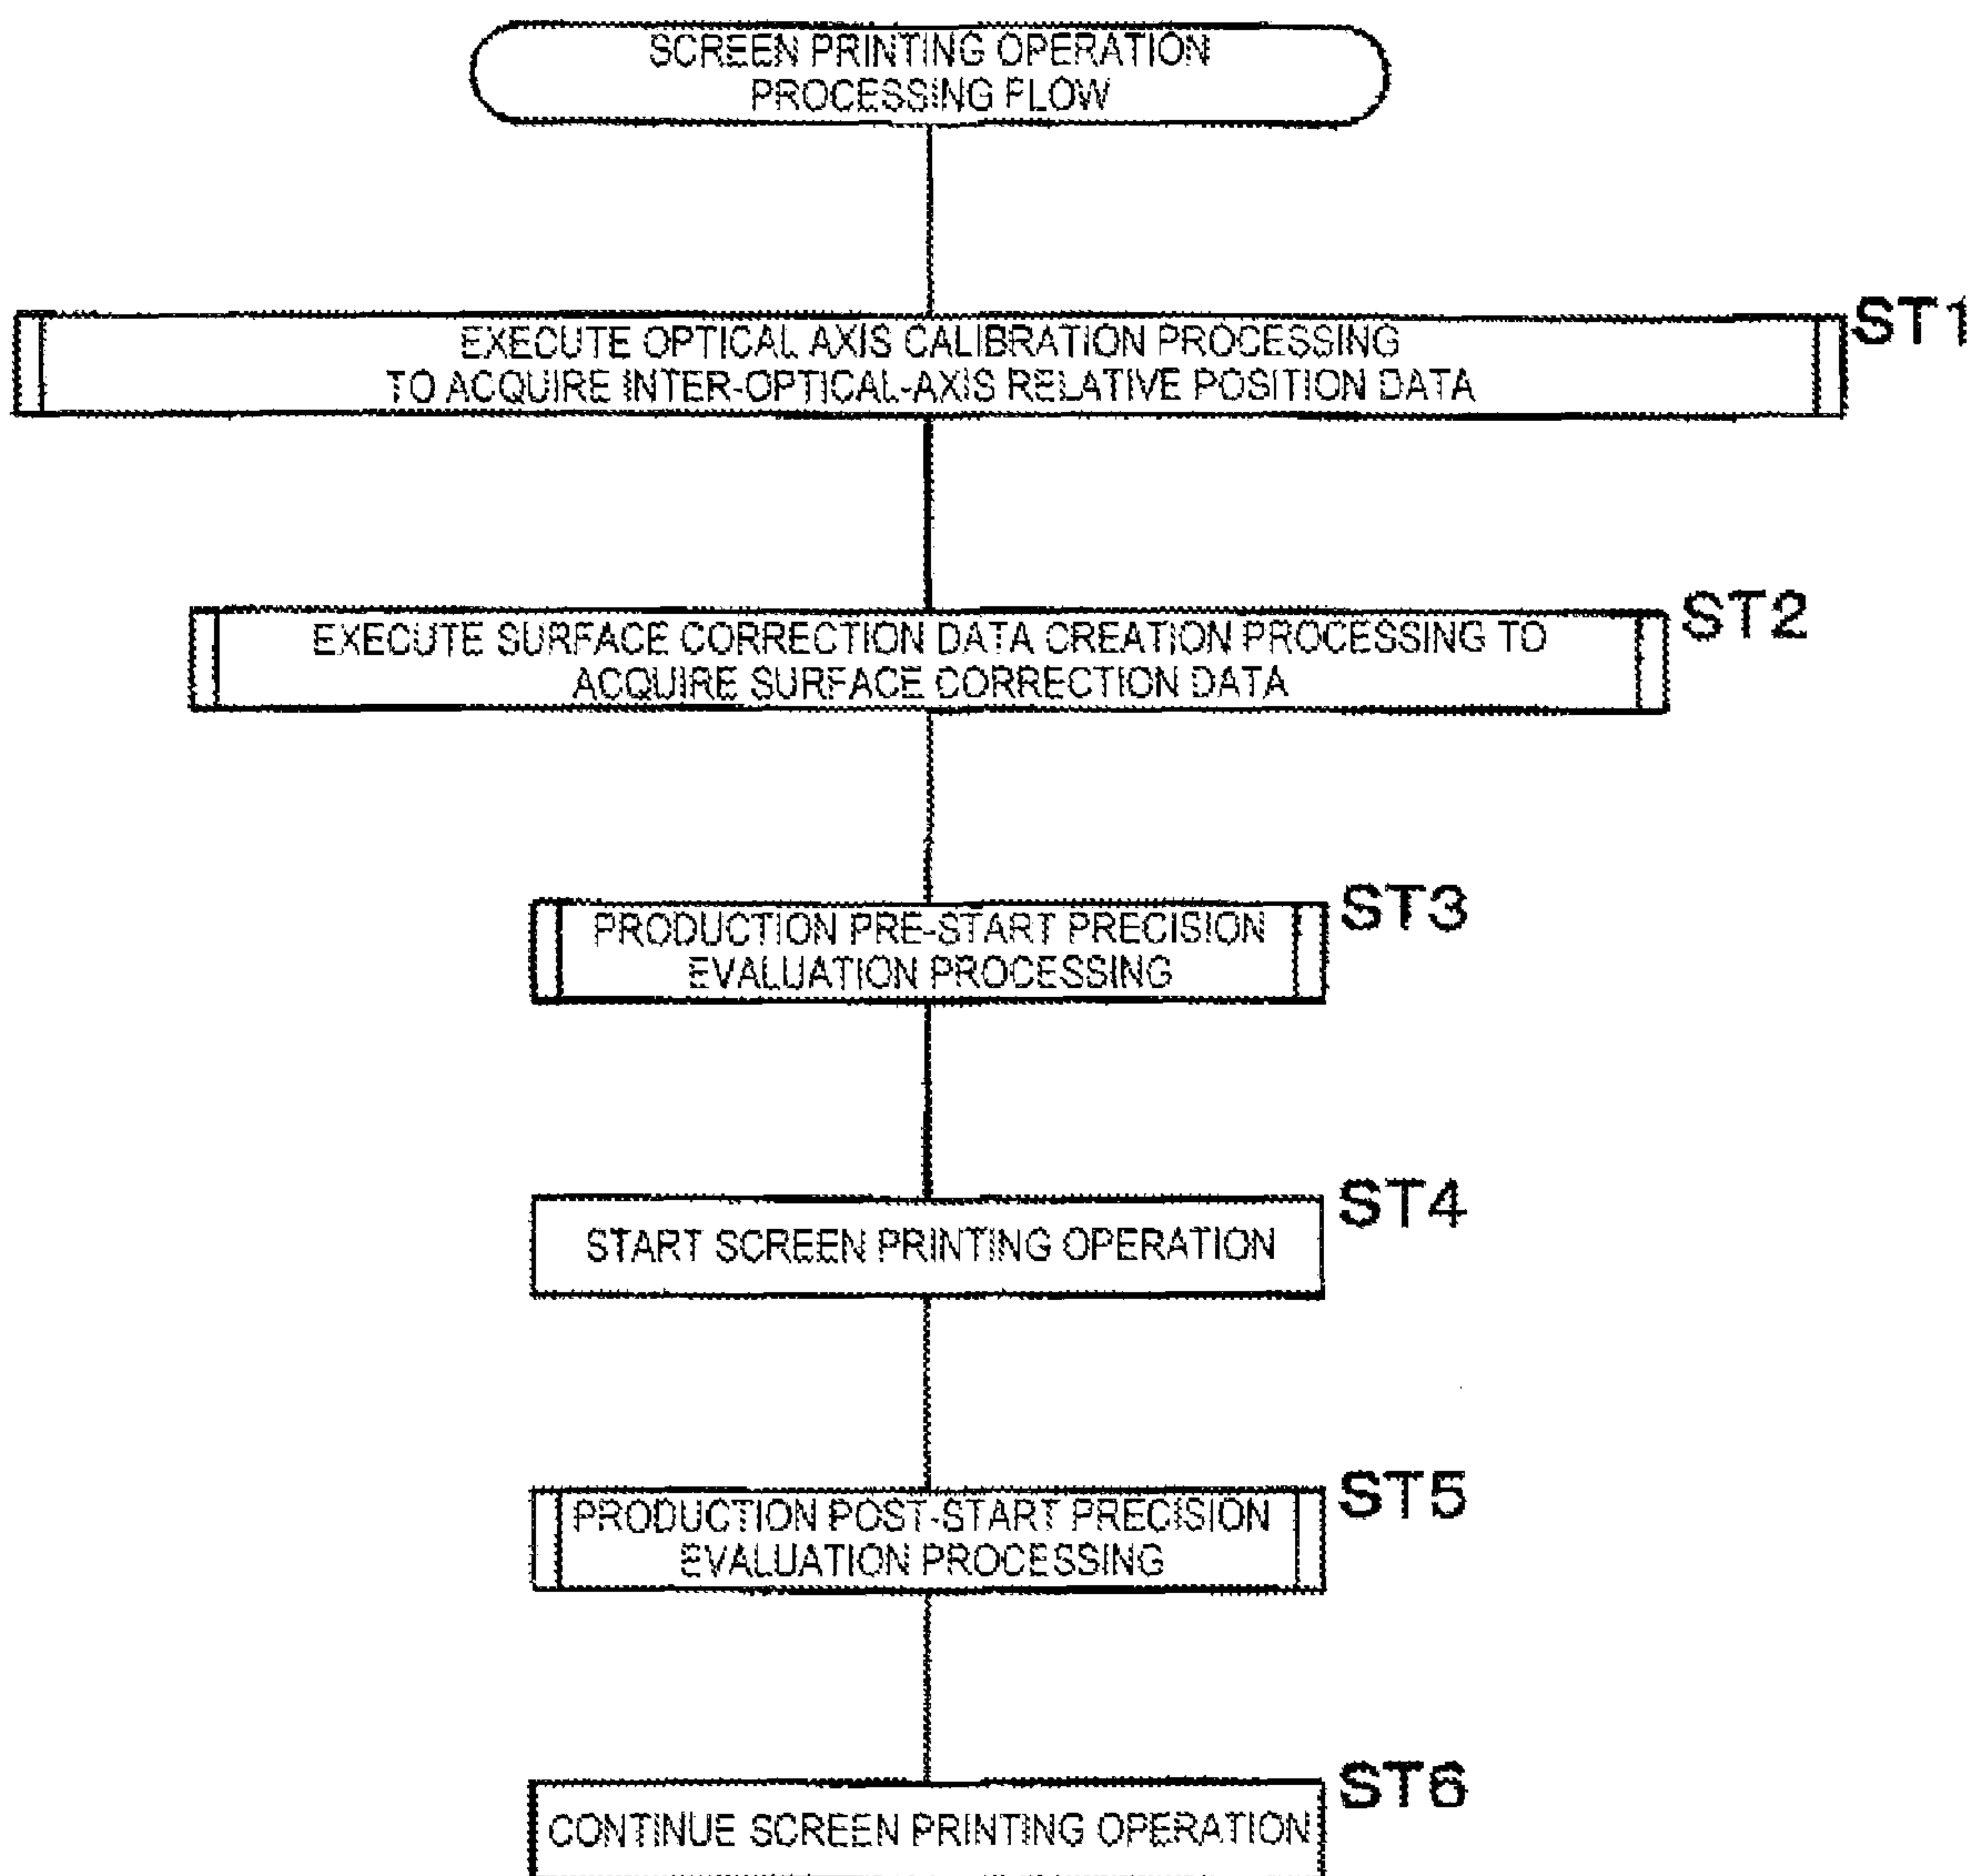 SCREEN PRINTING OPERATION
PROCESSING FLOW
ST1
EXECUTE OPTICAL AXIS CALIBRATION PROCESSING
TO ACQUIRE INTER-OPTICAL-AXIS RELATIVE POSITION DATA
ST2
EXECUTE SURFACE CORRECTION DATA CREATION PROCESSING TO
ACQUIRE SURFACE CORRECTION DATA
ST3
PRODUCTION PRE-START PRECISION
EVALUATION PROCESSING
ST4
START SCREEN PRINTING OPERATION
ST5
PRODUCTION POST-START PRECISION
EVALUATION PROCESSING
ST6
CONTINUE SCREEN PRINTING OPERATION